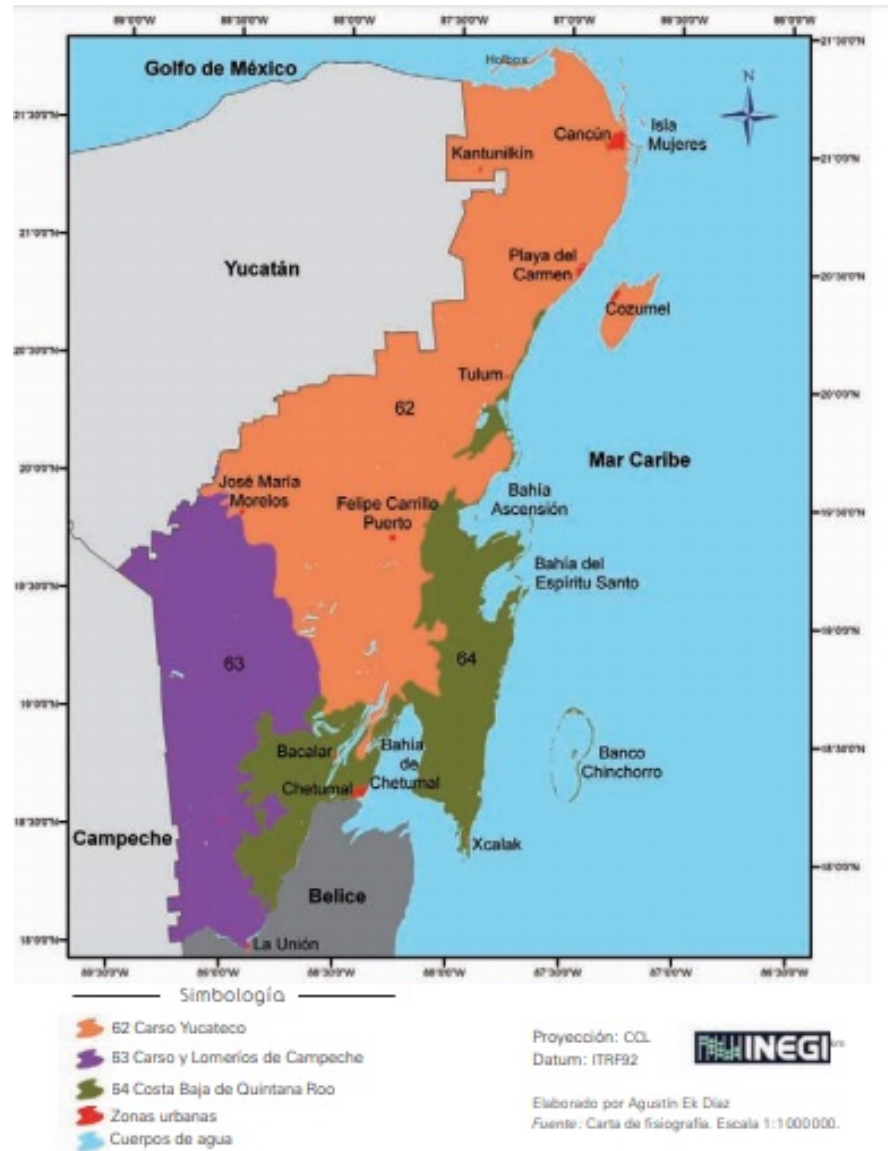 Golfo de México
Holbox
N
Cancún
Isla
Mujeres
Kantunilkín
Yucatán
Playa del
Carmen
Cozumel
Tulum
62
Mar Caribe
José María
Morelos
Felipe Carrillo
Puerto
Bahía
Ascensión
Bahía del
Espíritu Santo
63
64
Bacalar
Bahía
de
Chetumal
Chetumal
Banco
Chinchorro
Campeche
Xcalak
Belice
La Unión
Simbología
62 Carso Yucateco
63 Carso y Lomeríos de Campeche
64 Costa Baja de Quintana Roo
Zonas urbanas
Cuerpos de agua
Proyección: CCL
Datum: ITRF92
INEGI
Elaborado por Agustín Ek Díaz
Fuente: Carta de fisiografía. Escala 1:1000000.